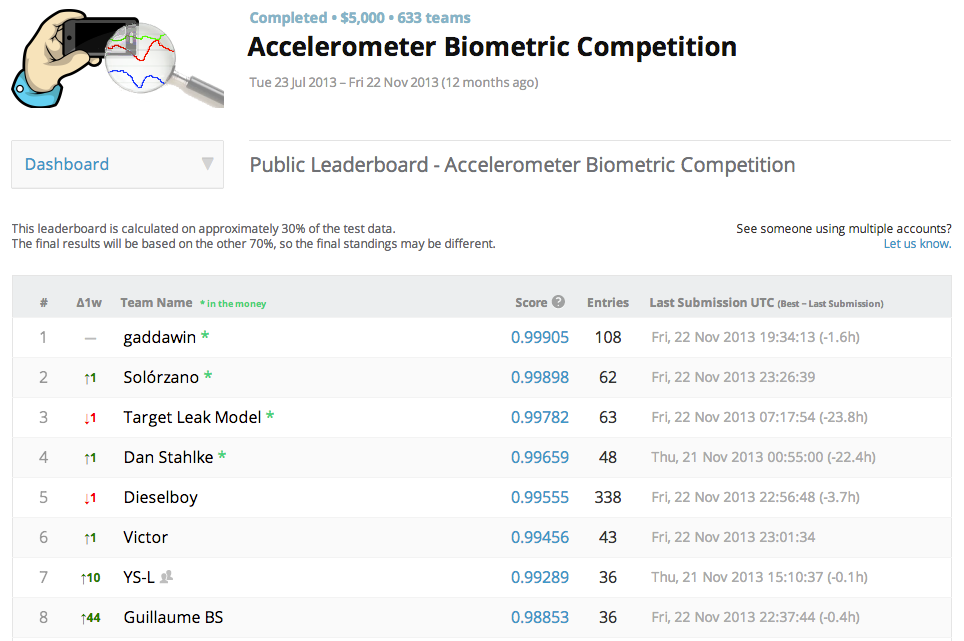 Completed • $5,000 • 633 teams
Accelerometer Biometric Competition
Tue 23 Jul 2013 – Fri 22 Nov 2013 (12 months ago)
Dashboard
Public Leaderboard - Accelerometer Biometric Competition
This leaderboard is calculated on approximately 30% of the test data.
The final results will be based on the other 70%, so the final standings may be different.
See someone using multiple accounts?
Let us know.
# Δ1w Team Name * in the money Score ? Entries Last Submission UTC (Best – Last Submission)
1 — gaddawin * 0.99905 108 Fri, 22 Nov 2013 19:34:13 (-1.6h)
2 ↑1 Solórzano * 0.99898 62 Fri, 22 Nov 2013 23:26:39
3 ↓1 Target Leak Model * 0.99782 63 Fri, 22 Nov 2013 07:17:54 (-23.8h)
4 ↑1 Dan Stahlke * 0.99659 48 Thu, 21 Nov 2013 00:55:00 (-22.4h)
5 ↓1 Dieselboy 0.99555 338 Fri, 22 Nov 2013 22:56:48 (-3.7h)
6 ↑1 Victor 0.99456 43 Fri, 22 Nov 2013 23:01:34
7 ↑10 YS-L 0.99289 36 Thu, 21 Nov 2013 15:10:37 (-0.1h)
8 ↑44 Guillaume BS 0.98853 36 Fri, 22 Nov 2013 22:37:44 (-0.4h)